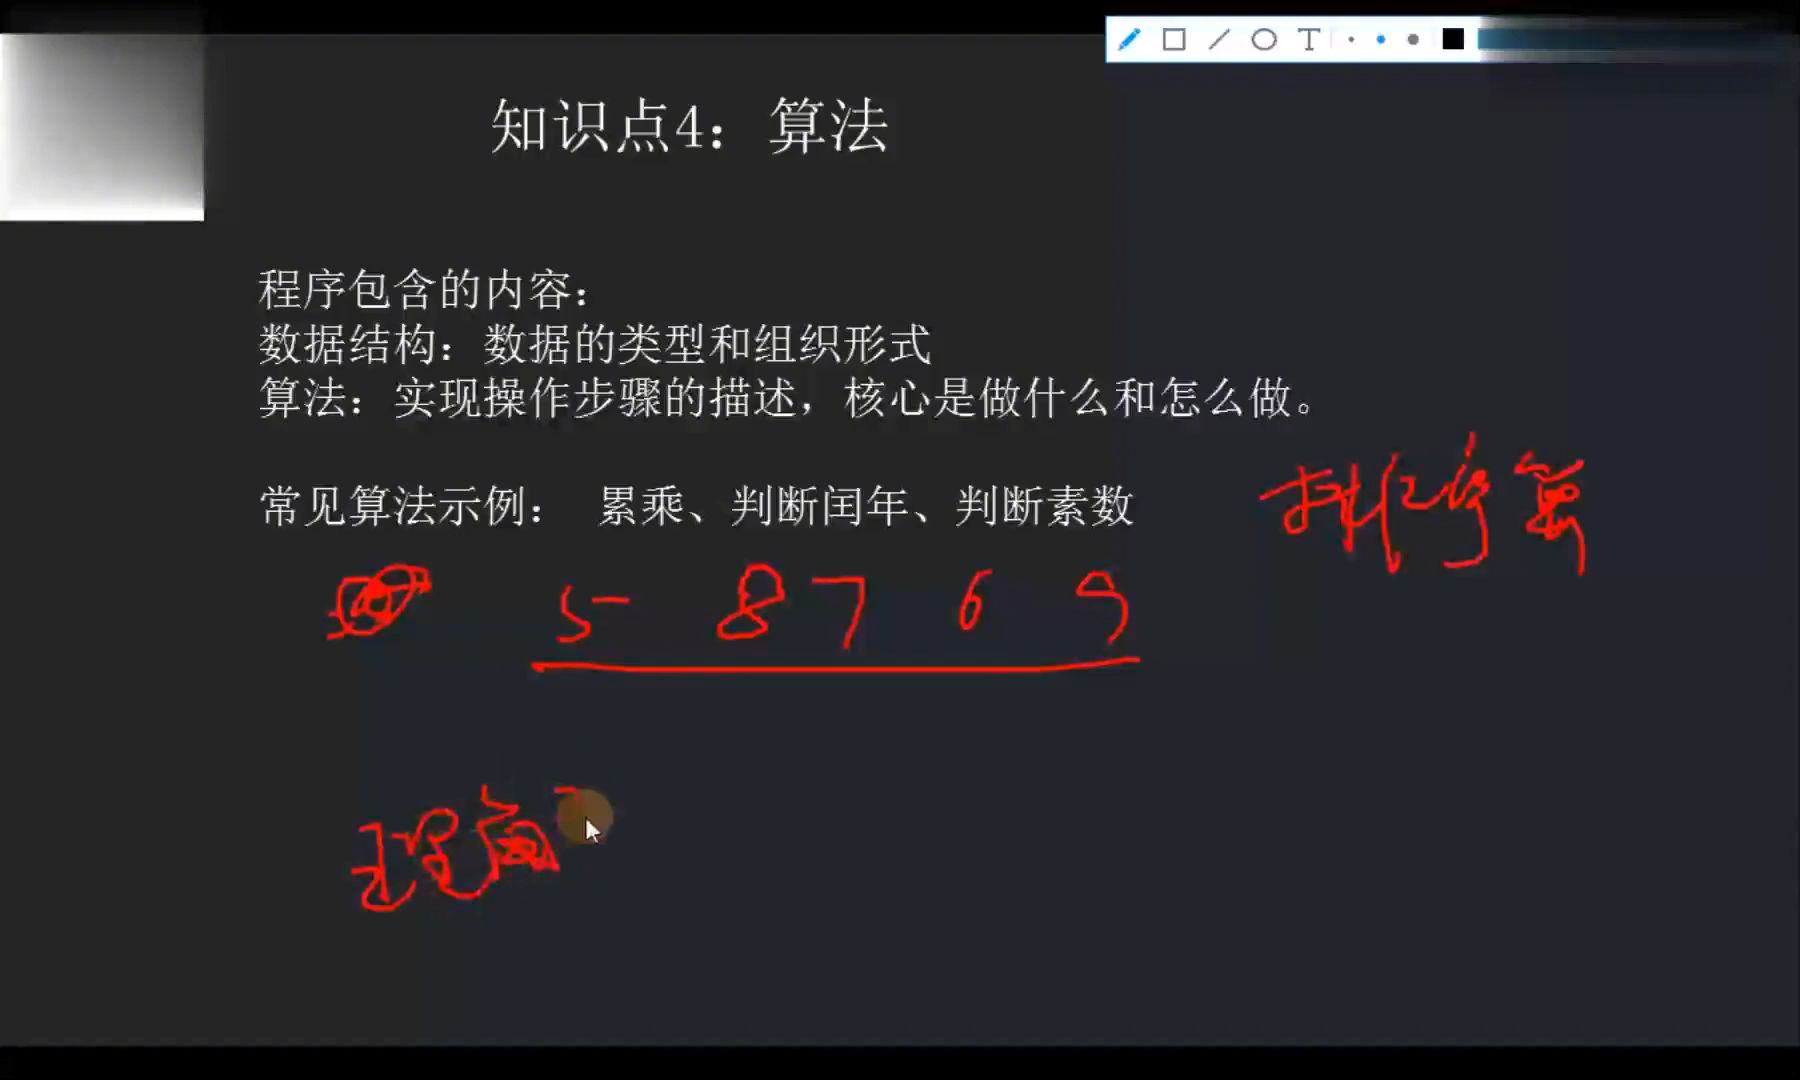 知识点4：算法
程序包含的内容：
数据结构：数据的类型和组织形式
算法：实现操作步骤的描述，核心是做什么和怎么做。
常见算法示例： 累乘、判断闰年、判断素数
排序算
5 8 7 6 9
理